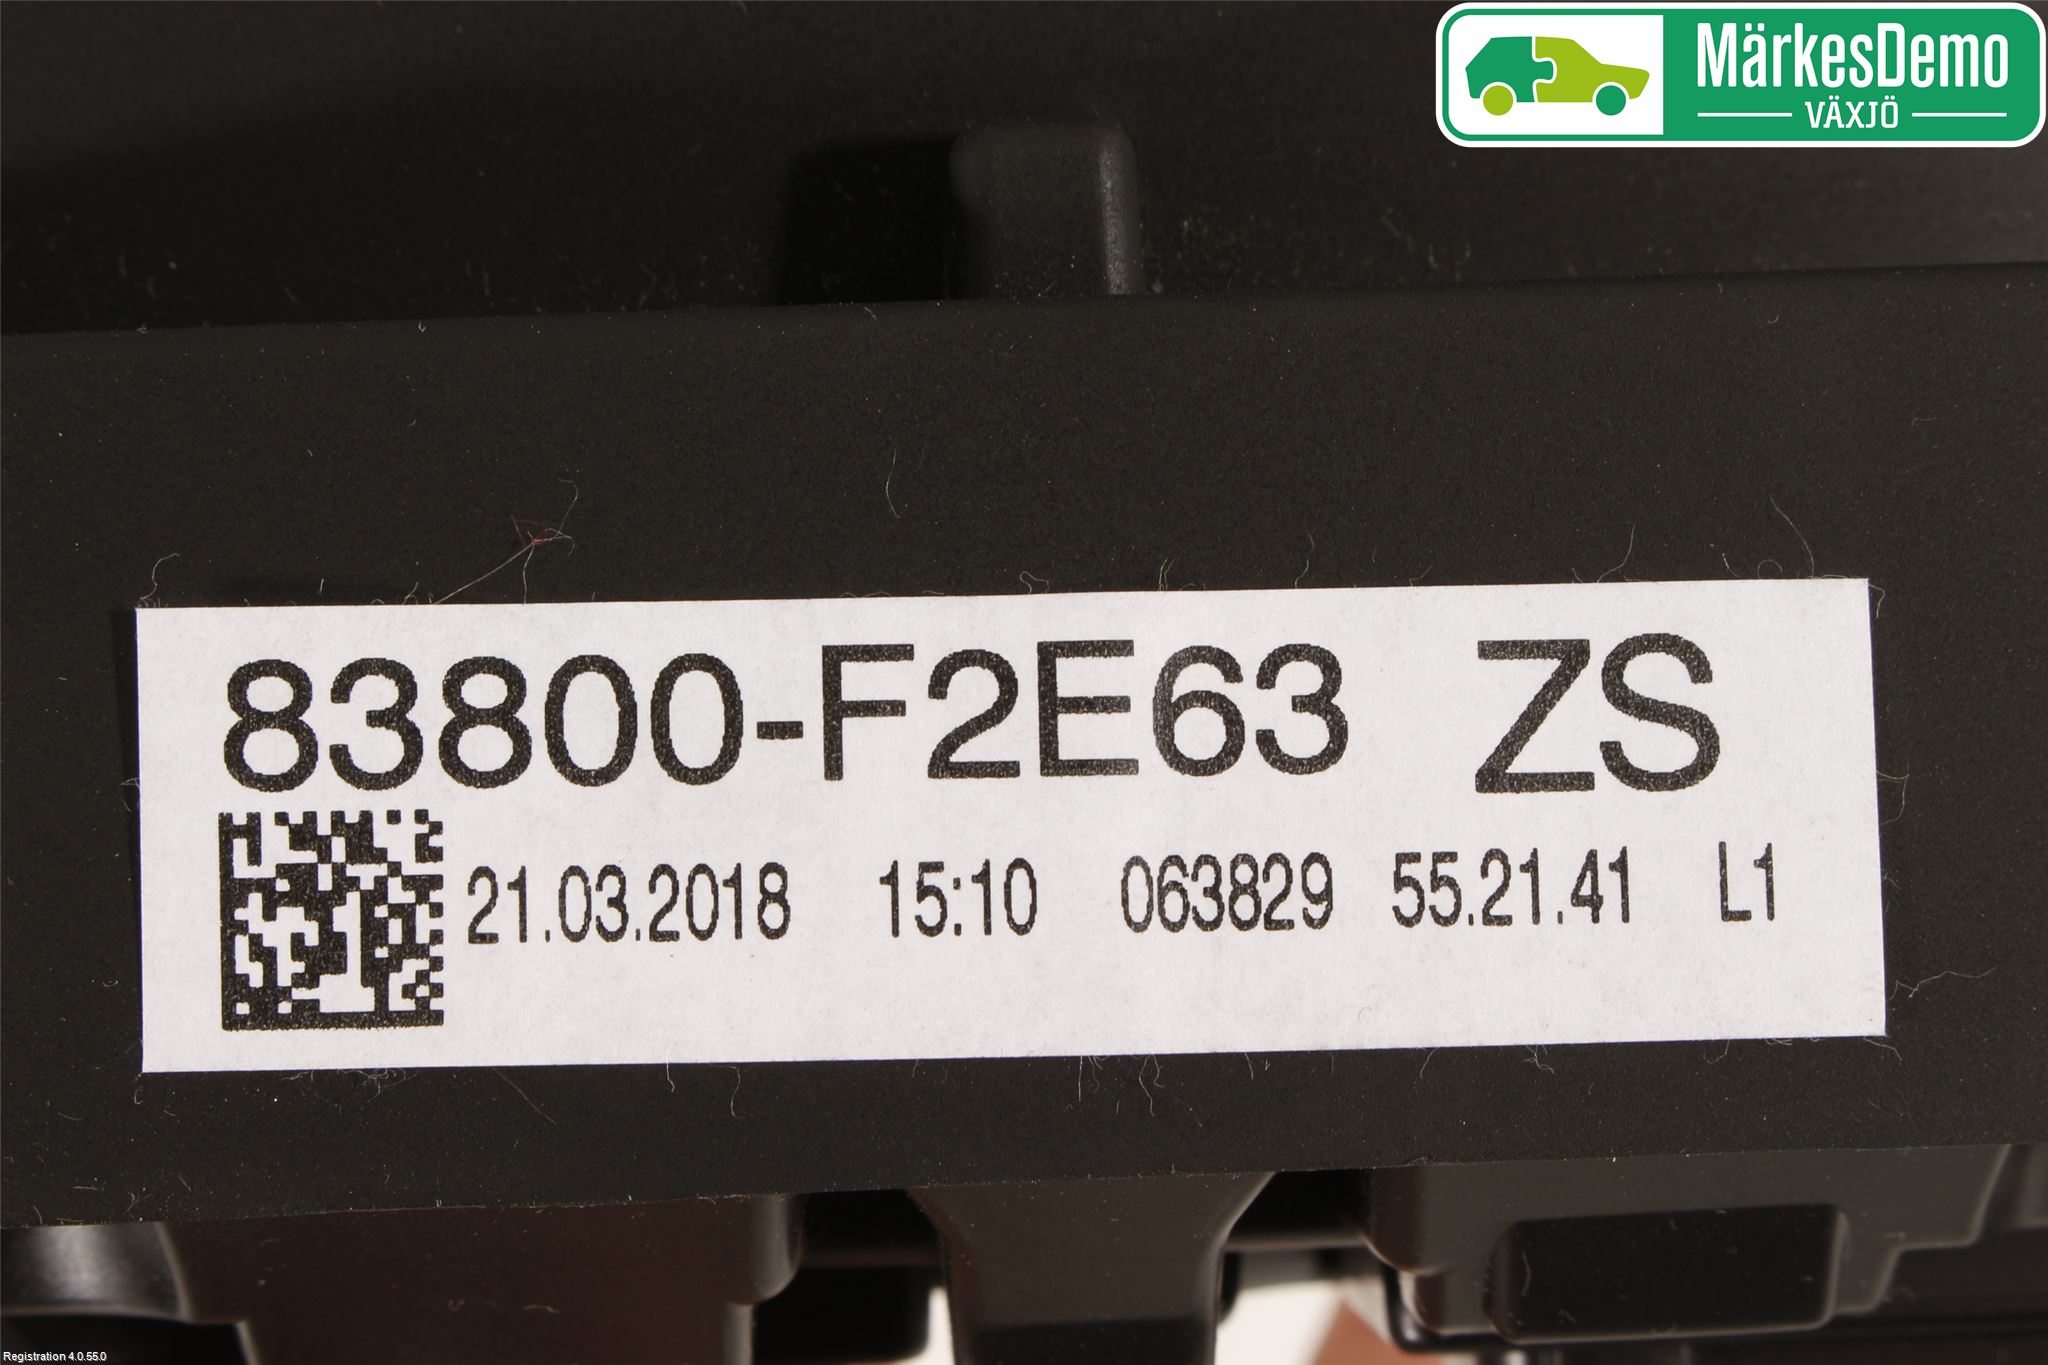 MärkesDemo
VÄXJÖ
83800-F2E63 ZS
21.03.2018 15:10 063829 55.21.41 L1
Registration 4.0.55.0